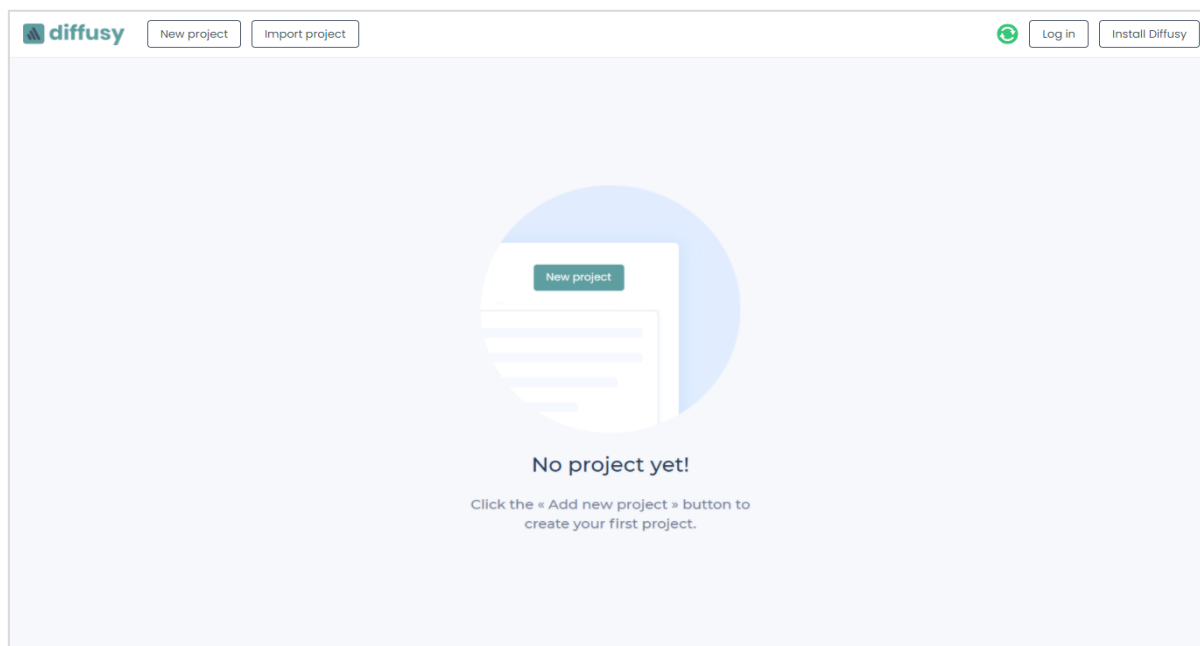 diffusy
New project
Import project
Log in
Install Diffusy
New project
No project yet!
Click the « Add new project » button to
create your first project.